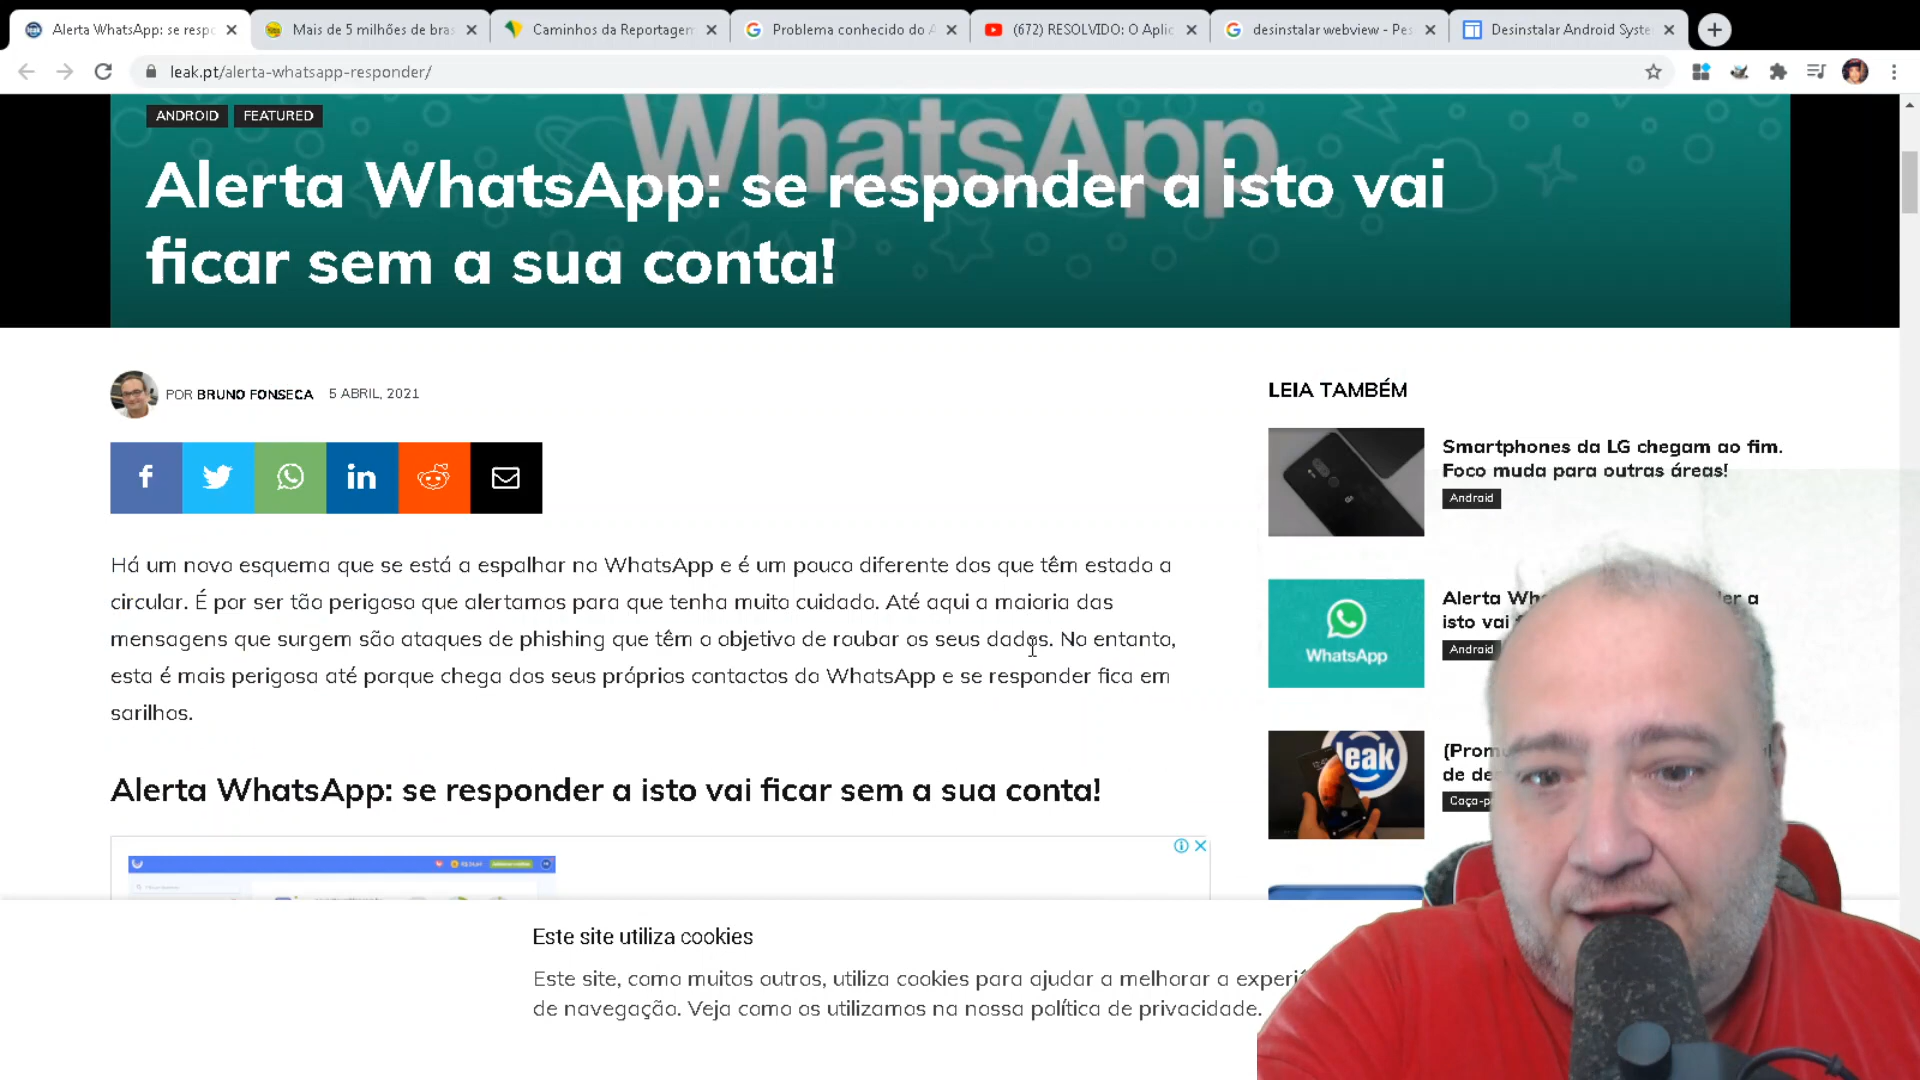 Alerta WhatsApp: se respo
Mais de 5 milhões de bras
Caminhos da Reportagem
Problema conhecido do A
(672) RESOLVIDO: O Aplic
desinstalar webview - Pes
Desinstalar Android Syste
leak.pt/alerta-whatsapp-responder/
WhatsApp
ANDROID FEATURED
Alerta WhatsApp: se responder a isto vai
ficar sem a sua conta!
POR BRUNO FONSECA 5 ABRIL, 2021
Há um novo esquema que se está a espalhar no WhatsApp e é um pouco diferente dos que têm estado a
circular. É por ser tão perigoso que alertamos para que tenha muito cuidado. Até aqui a maioria das
mensagens que surgem são ataques de phishing que têm o objetivo de roubar os seus dados. No entanto,
esta é mais perigosa até porque chega dos seus próprios contactos do WhatsApp e se responder fica em
sarilhos.
Alerta WhatsApp: se responder a isto vai ficar sem a sua conta!
LEIA TAMBÉM
Smartphones da LG chegam ao fim.
Foco muda para outras áreas!
Android
WhatsApp
Alerta Wh er a
isto vai
Android
leak
(Prom
de de
Caça-p
Este site utiliza cookies
Este site, como muitos outros, utiliza cookies para ajudar a melhorar a experi
de navegação. Veja como os utilizamos na nossa política de privacidade.